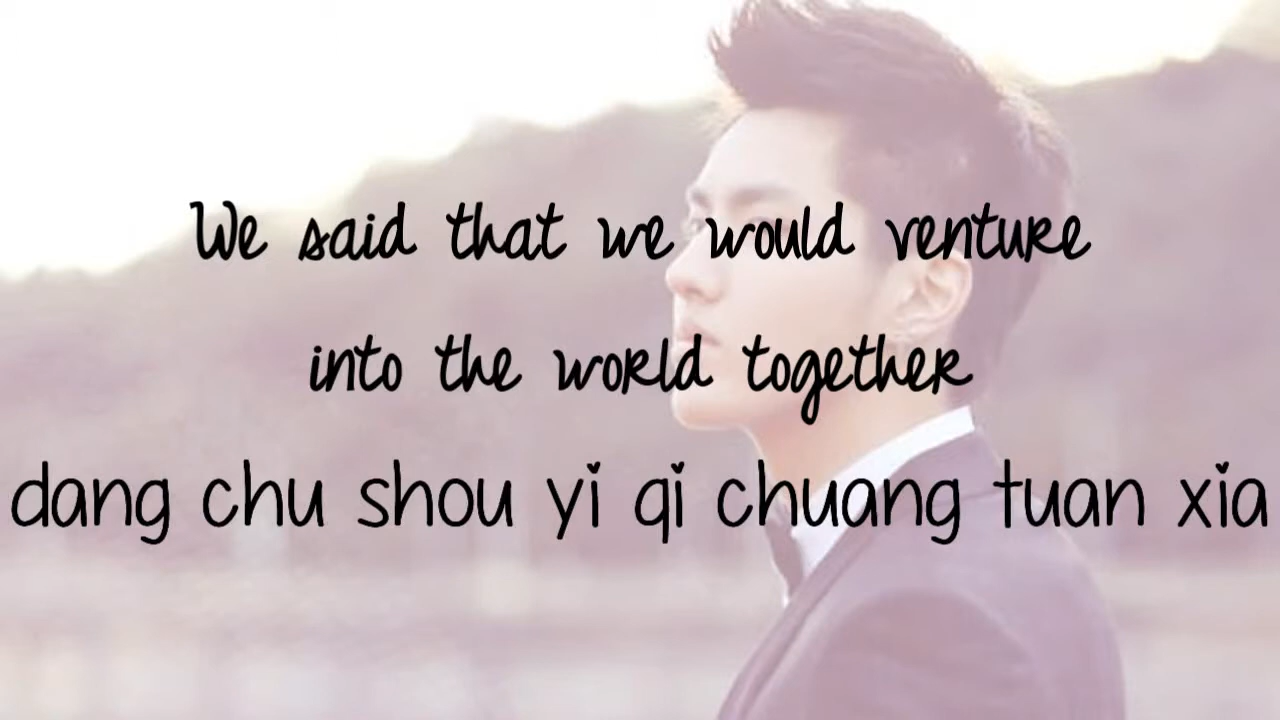 We said that we would venture
into the world together
dang chu shou yi qi chuang tuan xia